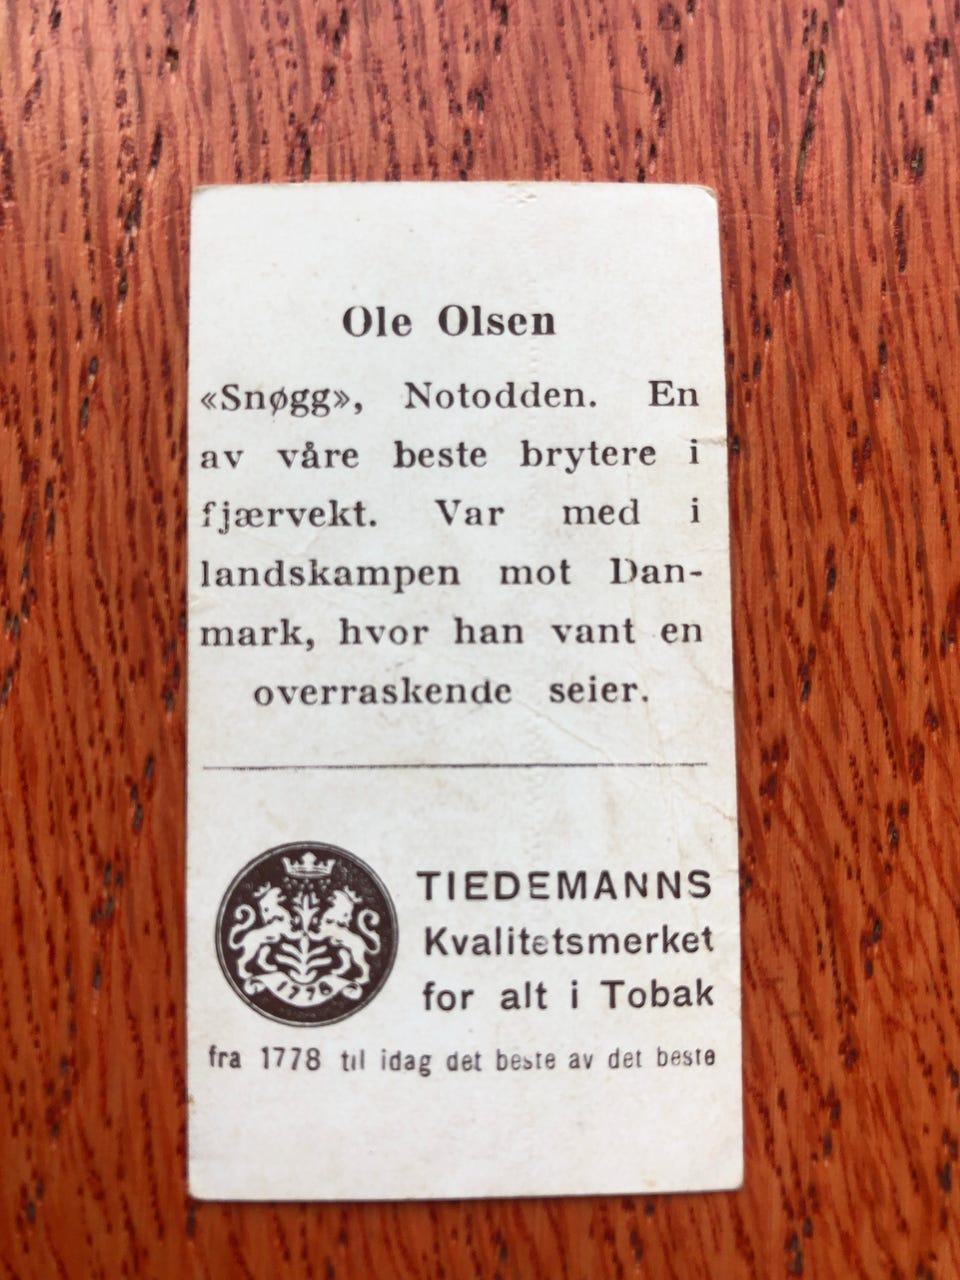 Ole Olsen
«Snøgg», Notodden. En
av våre beste brytere i
fjærvekt. Var med i
landskampen mot Dan-
mark, hvor han vant en
overraskende seier.
1778
TIEDEMANNS
Kvalitetsmerket
for alt i Tobak
fra 1778 til idag det beste av det beste